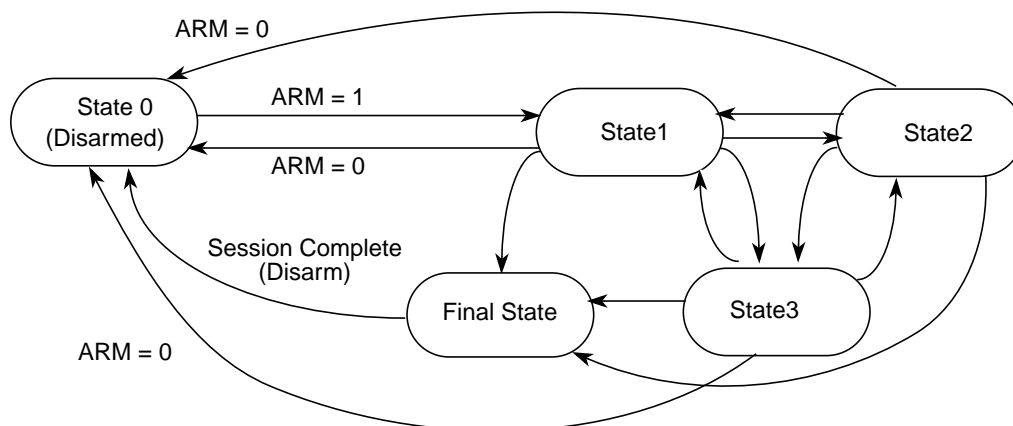 ARM = 0
State 0
(Disarmed)
ARM = 1
State1
State2
ARM = 0
Session Complete
(Disarm)
Final State
State3
ARM = 0